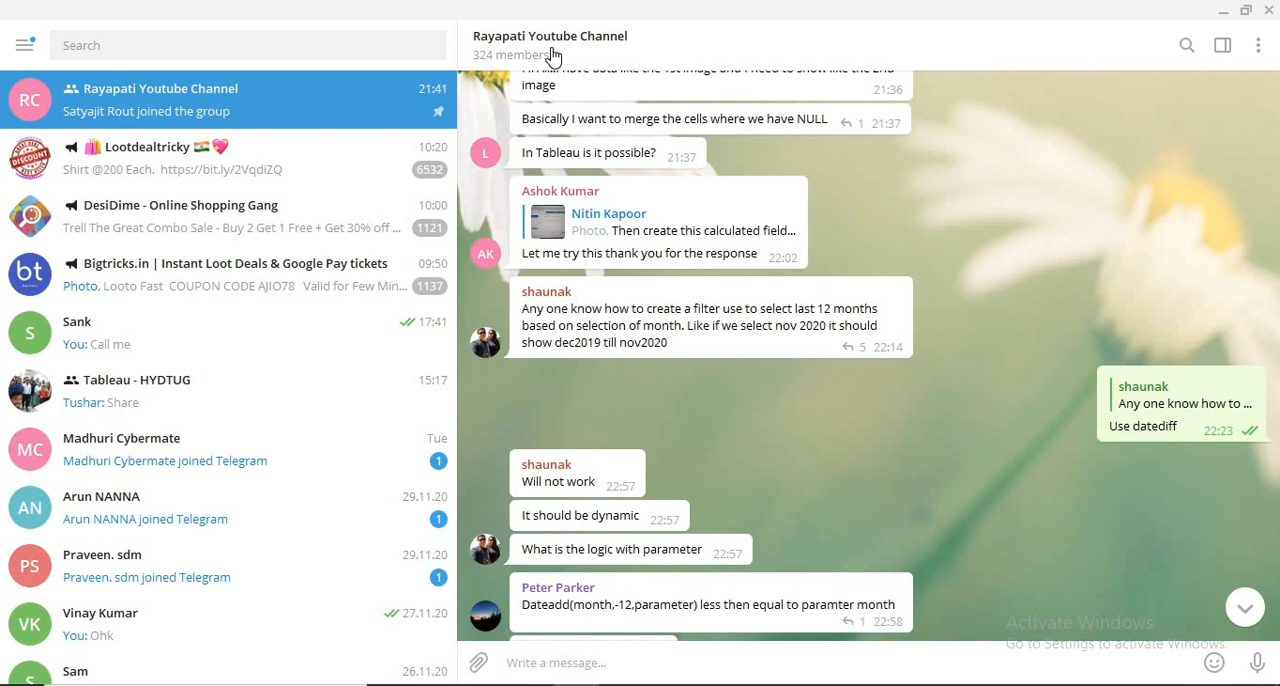 Search
RC
Rayapati Youtube Channel 21:41
Satyajit Rout joined the group
DISCOUNT
Lootdealtricky 10:20
Shirt @200 Each. https://bit.ly/2VqdiZQ 6532
DesiDime - Online Shopping Gang 10:00
Trell The Great Combo Sale - Buy 2 Get 1 Free + Get 30% off ... 1121
bt
Bigtricks.in | Instant Loot Deals & Google Pay tickets 09:50
Photo, Looto Fast COUPON CODE AJIO78 Valid for Few Min... 1137
S
Sank 17:41
You: Call me
Tableau - HYDTUG 15:17
Tushar: Share
MC
Madhuri Cybermate Tue
Madhuri Cybermate joined Telegram 1
AN
Arun NANNA 29.11.20
Arun NANNA joined Telegram 1
PS
Praveen. sdm 29.11.20
Praveen. sdm joined Telegram 1
VK
Vinay Kumar 27.11.20
You: Ohk
S
Sam 26.11.20
Rayapati Youtube Channel
324 members
image 21:36
Basically I want to merge the cells where we have NULL 1 21:37
L
In Tableau is it possible? 21:37
Ashok Kumar
Nitin Kapoor
Photo, Then create this calculated field...
AK
Let me try this thank you for the response 22:02
shaunak
Any one know how to create a filter use to select last 12 months
based on selection of month. Like if we select nov 2020 it should
show dec2019 till nov2020 5 22:14
shaunak
Any one know how to ...
Use datediff 22:23
shaunak
Will not work 22:57
It should be dynamic 22:57
What is the logic with parameter 22:57
Peter Parker
Dateadd(month,-12,parameter) less then equal to paramter month
1 22:58
Activate Windows
Go to Settings to activate Windows.
Write a message...